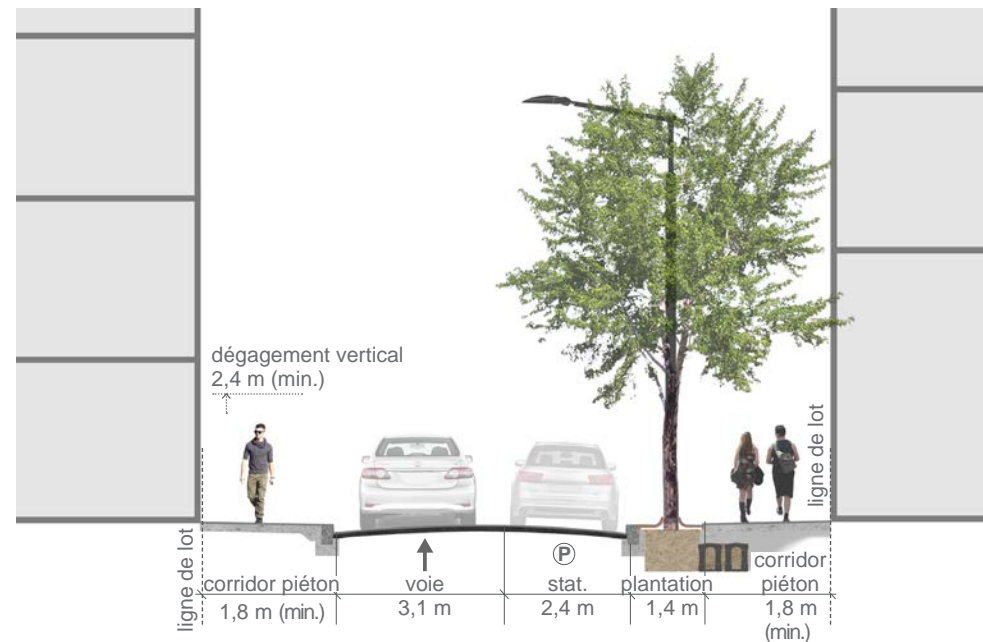 dégagement vertical
2,4 m (min.)
ligne de lot
ligne de lot
corridor piéton
1,8 m (min.)
voie
3,1 m
P
stat.
2,4 m
plantation
1,4 m
corridor
piéton
1,8 m
(min.)